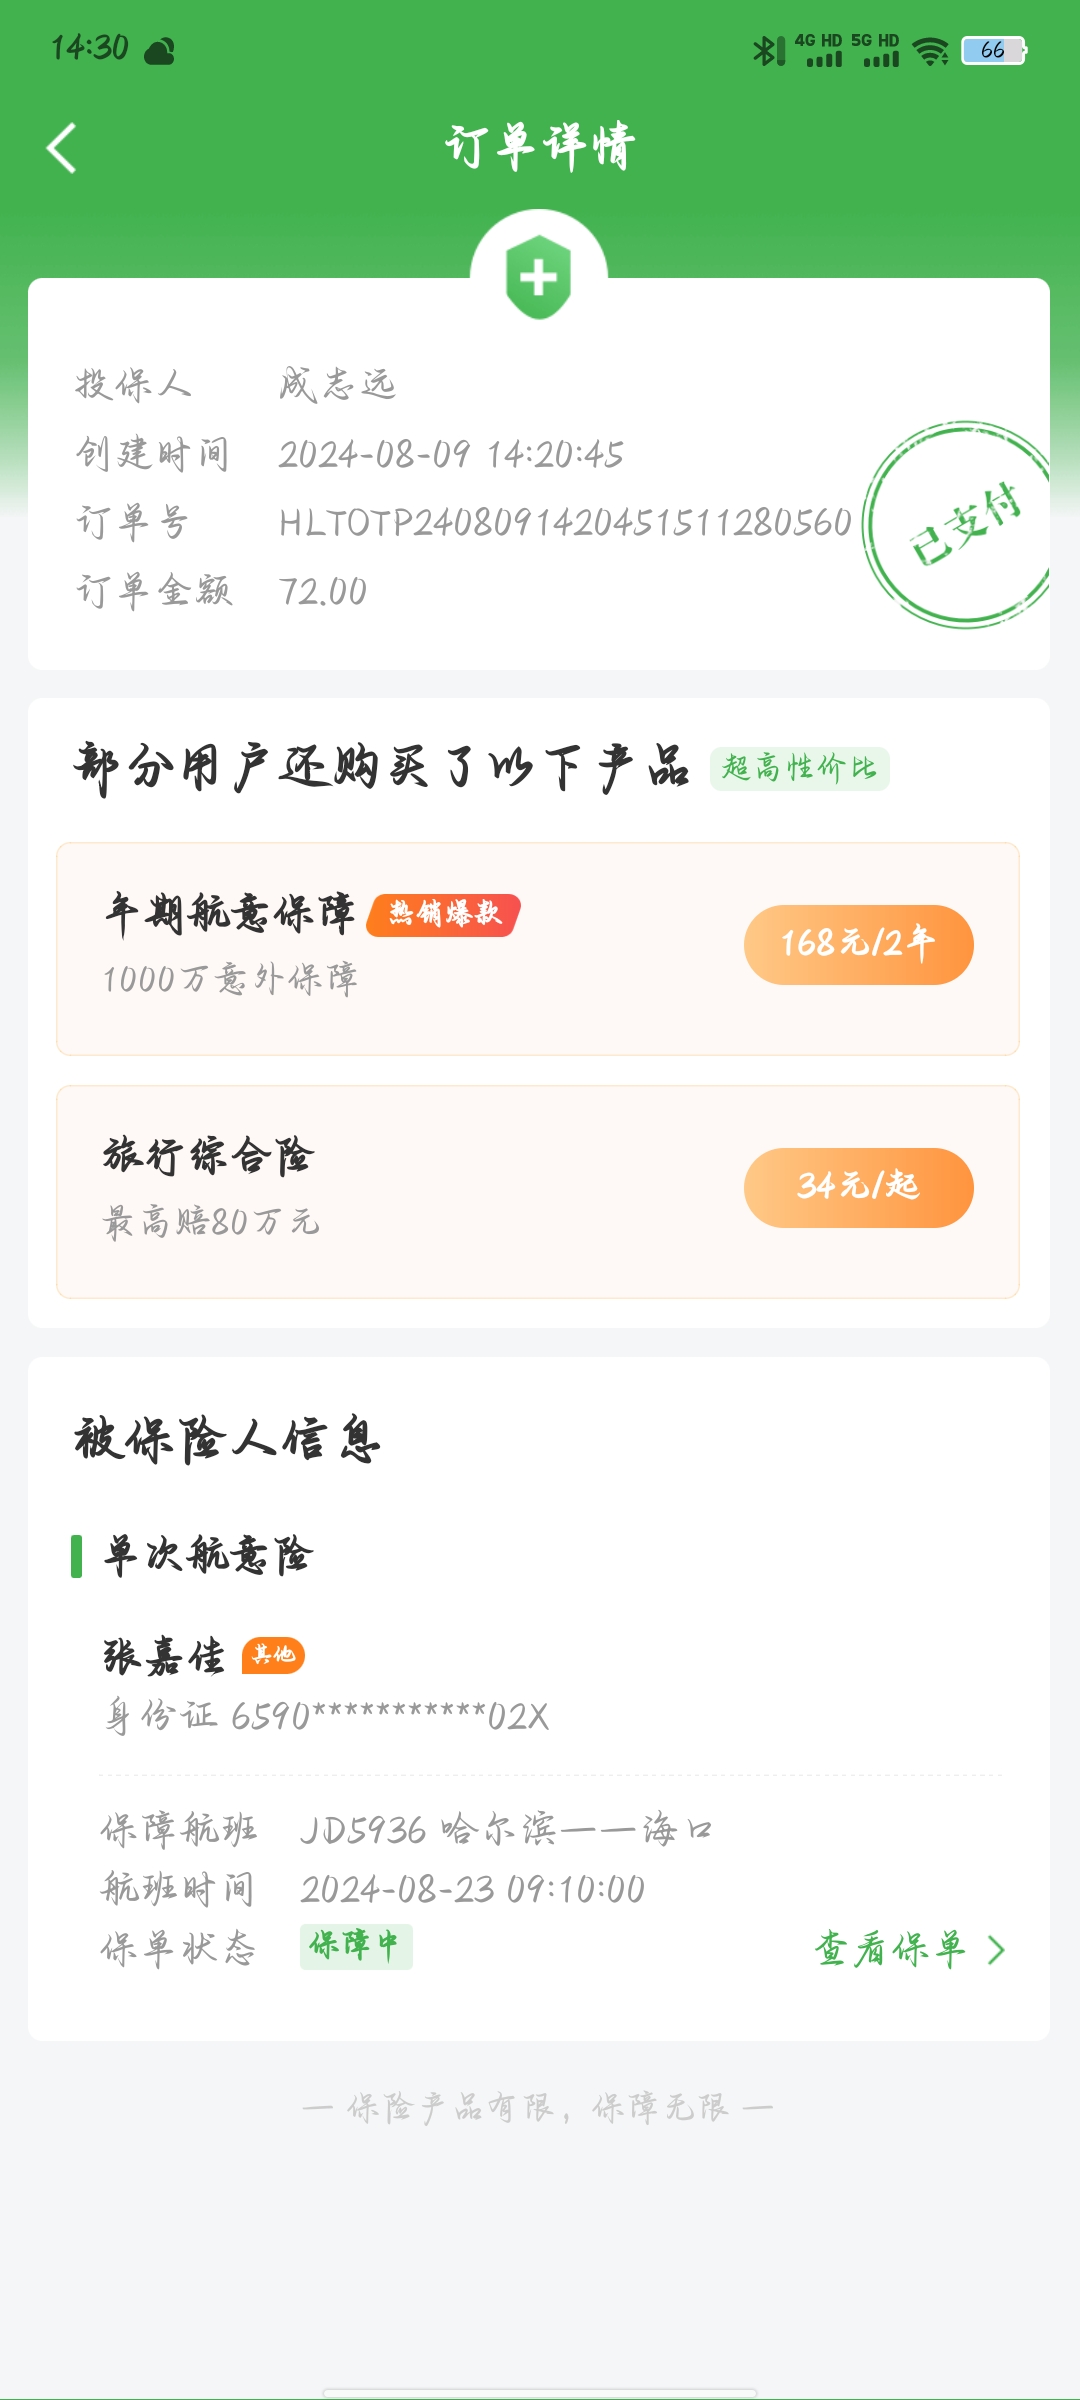 14:30
4G HD 5G HD 66
订单详情
投保人 成志远
创建时间 2024-08-09 14:20:45
订单号 HLTOTP2408091420451511280560
订单金额 72.00
已支付
部分用户还购买了以下产品 超高性价比
年期航意保障 热销爆款
1000万意外保障
168元/2年
旅行综合险
最高赔80万元
34元/起
被保险人信息
单次航意险
张嘉佳 其他
身份证 6590***********02X
保障航班 JD5936 哈尔滨——海口
航班时间 2024-08-23 09:10:00
保单状态 保障中 查看保单
— 保险产品有限，保障无限 —